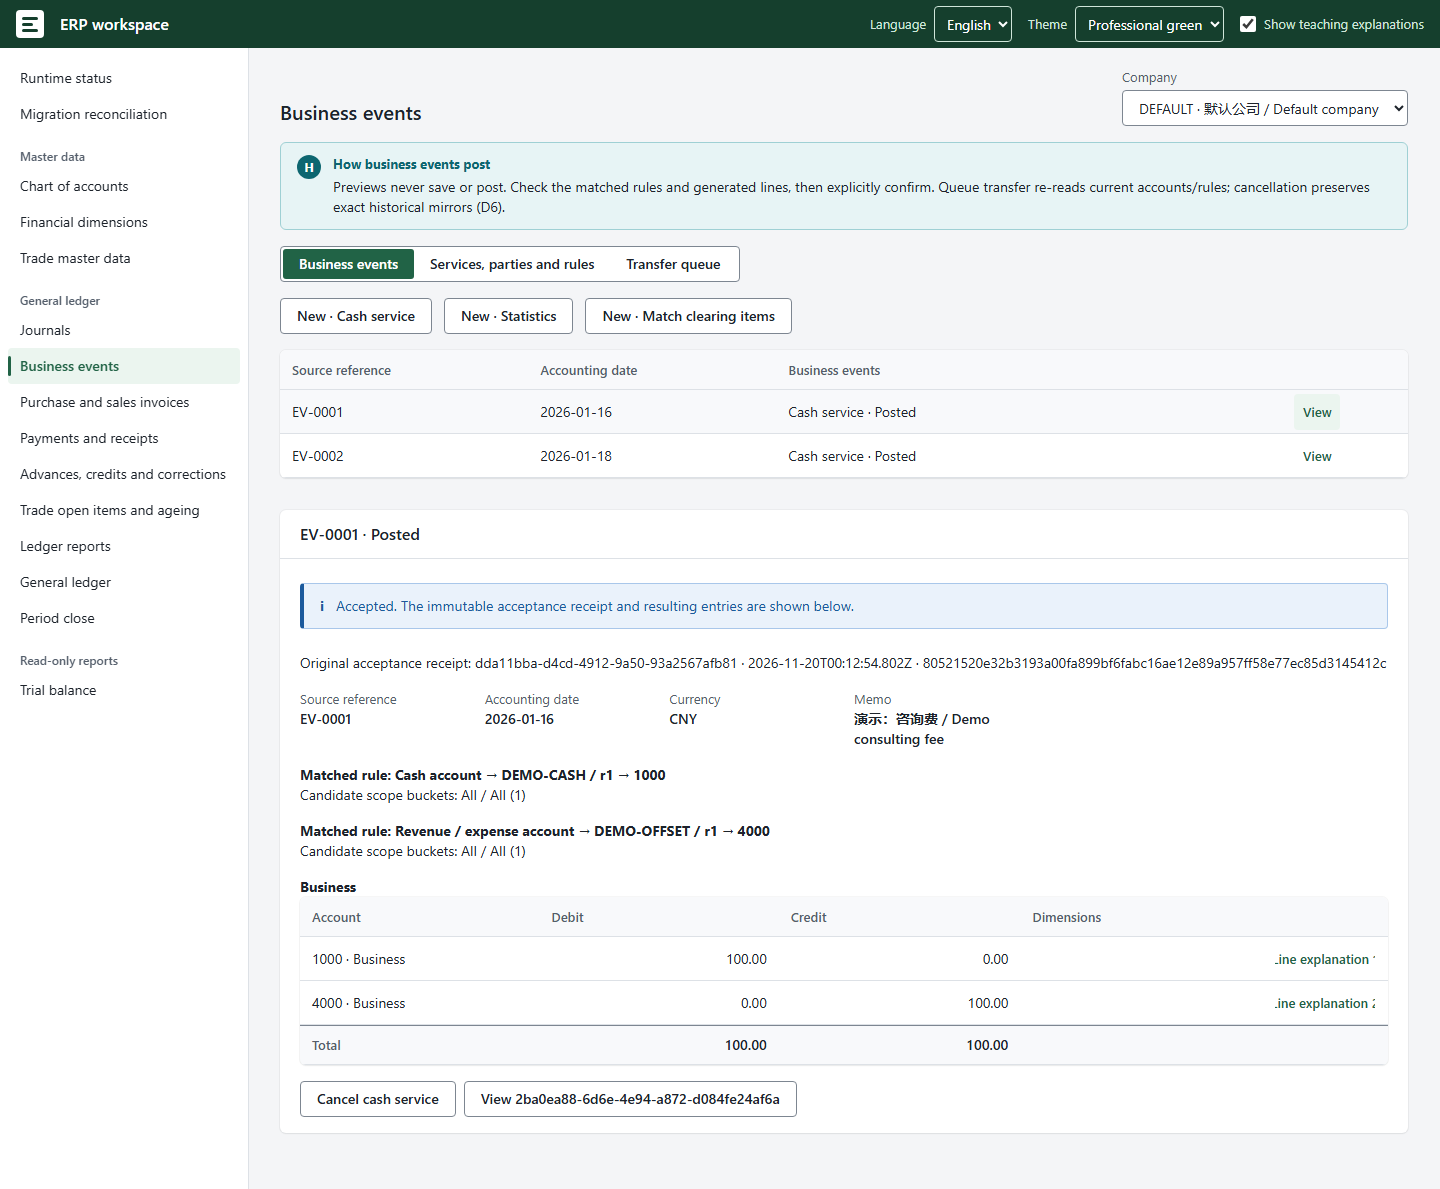 ERP workspace
Language English Theme Professional green Show teaching explanations
Runtime status
Migration reconciliation
Master data
Chart of accounts
Financial dimensions
Trade master data
General ledger
Journals
Business events
Purchase and sales invoices
Payments and receipts
Advances, credits and corrections
Trade open items and ageing
Ledger reports
General ledger
Period close
Read-only reports
Trial balance
Company
Business events
DEFAULT · 默认公司 / Default company
H
How business events post
Previews never save or post. Check the matched rules and generated lines, then explicitly confirm. Queue transfer re-reads current accounts/rules; cancellation preserves
exact historical mirrors (D6).
Business events Services, parties and rules Transfer queue
New · Cash service New · Statistics New · Match clearing items
Source reference Accounting date Business events
EV-0001 2026-01-16 Cash service · Posted View
EV-0002 2026-01-18 Cash service · Posted View
EV-0001 · Posted
i Accepted. The immutable acceptance receipt and resulting entries are shown below.
Original acceptance receipt: dda11bba-d4cd-4912-9a50-93a2567afb81 · 2026-11-20T00:12:54.802Z · 80521520e32b3193a00fa899bf6fabc16ae12e89a957ff58e77ec85d3145412c
Source reference Accounting date Currency Memo
EV-0001 2026-01-16 CNY 演示：咨询费 / Demo
consulting fee
Matched rule: Cash account → DEMO-CASH / r1 → 1000
Candidate scope buckets: All / All (1)
Matched rule: Revenue / expense account → DEMO-OFFSET / r1 → 4000
Candidate scope buckets: All / All (1)
Business
Account Debit Credit Dimensions
1000 · Business 100.00 0.00 ine explanation
4000 · Business 0.00 100.00 ine explanation 2
Total 100.00 100.00
Cancel cash service View 2ba0ea88-6d6e-4e94-a872-d084fe24af6a